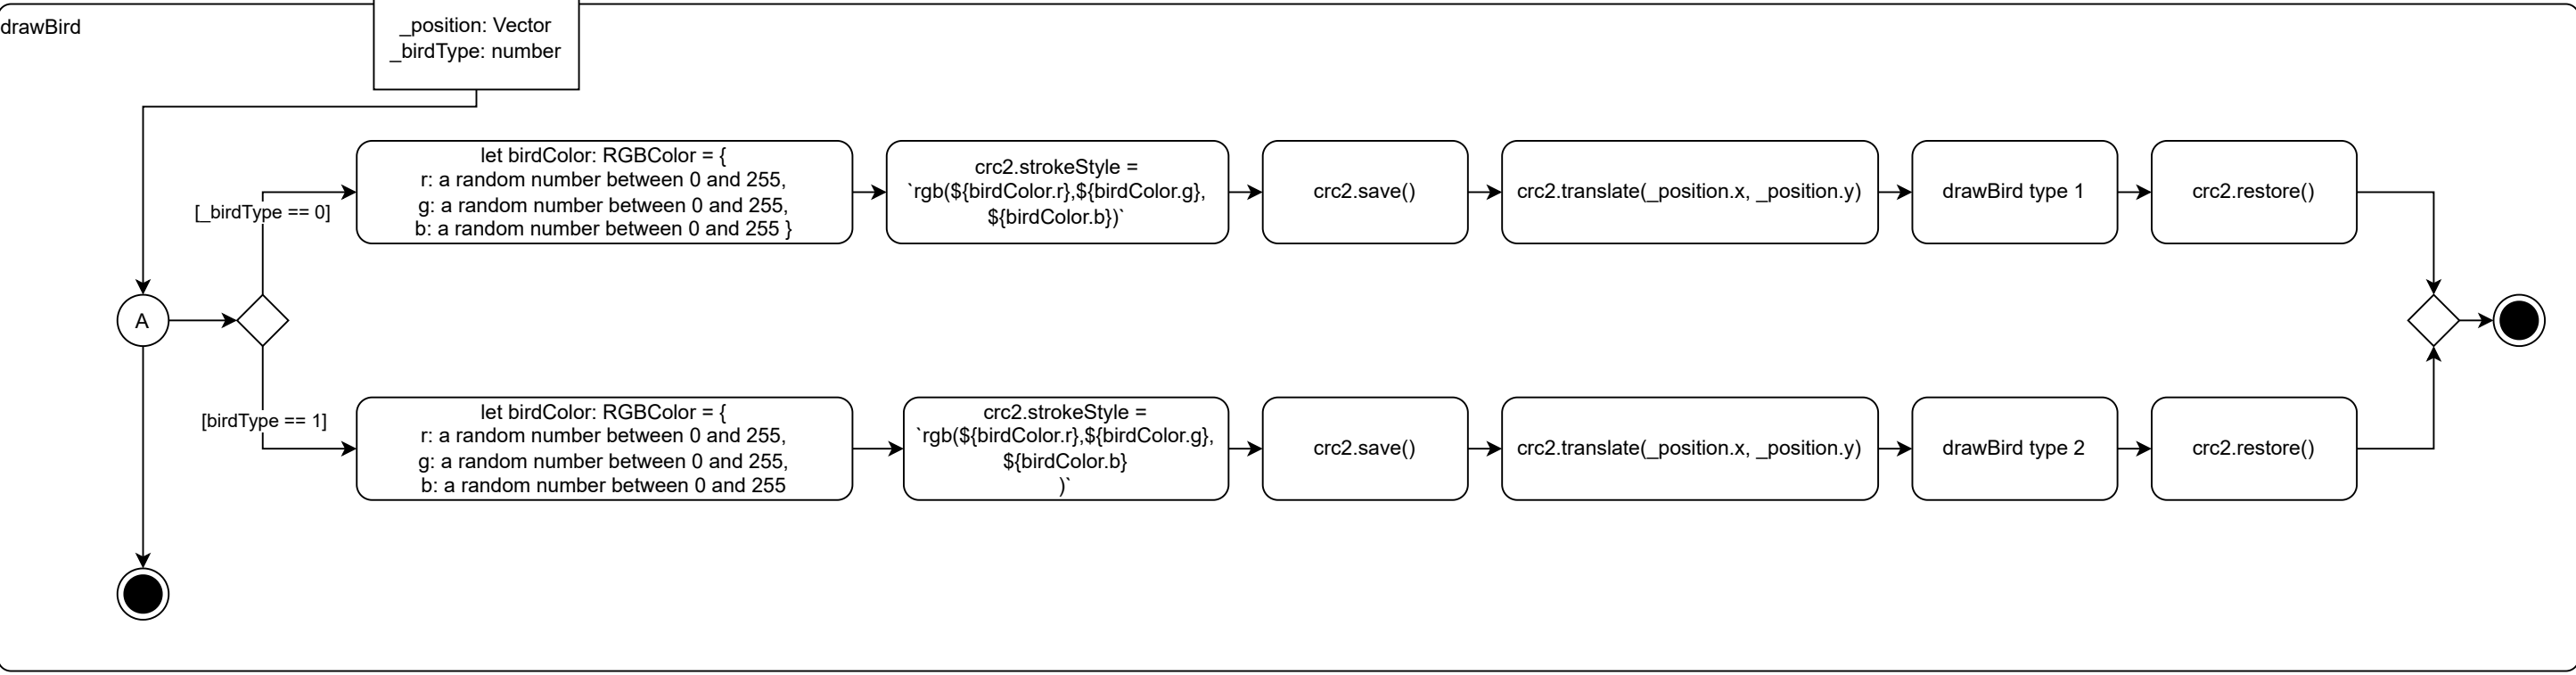 drawBird
_position: Vector
_birdType: number
[_birdType == 0]
let birdColor: RGBColor = {
r: a random number between 0 and 255,
g: a random number between 0 and 255,
b: a random number between 0 and 255 }
crc2.strokeStyle =
`rgb(${birdColor.r},${birdColor.g},
${birdColor.b})`
crc2.save()
crc2.translate(_position.x, _position.y)
drawBird type 1
crc2.restore()
A
[birdType == 1]
let birdColor: RGBColor = {
r: a random number between 0 and 255,
g: a random number between 0 and 255,
b: a random number between 0 and 255
crc2.strokeStyle =
`rgb(${birdColor.r},${birdColor.g},
${birdColor.b}
)`
crc2.save()
crc2.translate(_position.x, _position.y)
drawBird type 2
crc2.restore()